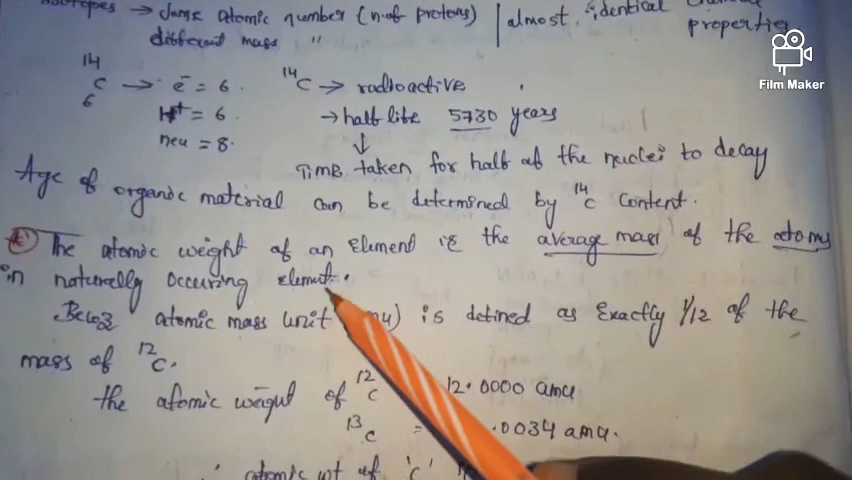 Isotopes → Same atomic number (n.of protons) | almost identical
different mass " properties
Film Maker
14 C 6 → e⁻ = 6. ¹⁴C → radioactive
H⁺ = 6 → half life 5730 years
neu = 8.
Time taken for half of the nuclei to decay
Age of organic material can be determined by ¹⁴C content.
The atomic weight of an Element is the average mass of the atoms
in naturally occuring element.
atomic mass unit mu) is defined as Exactly 1/12 of the
mass of ¹²C.
the atomic weight of ¹²C 12.0000 amu
¹³C = .0034 amu.
∴ atomic wt of 'c'